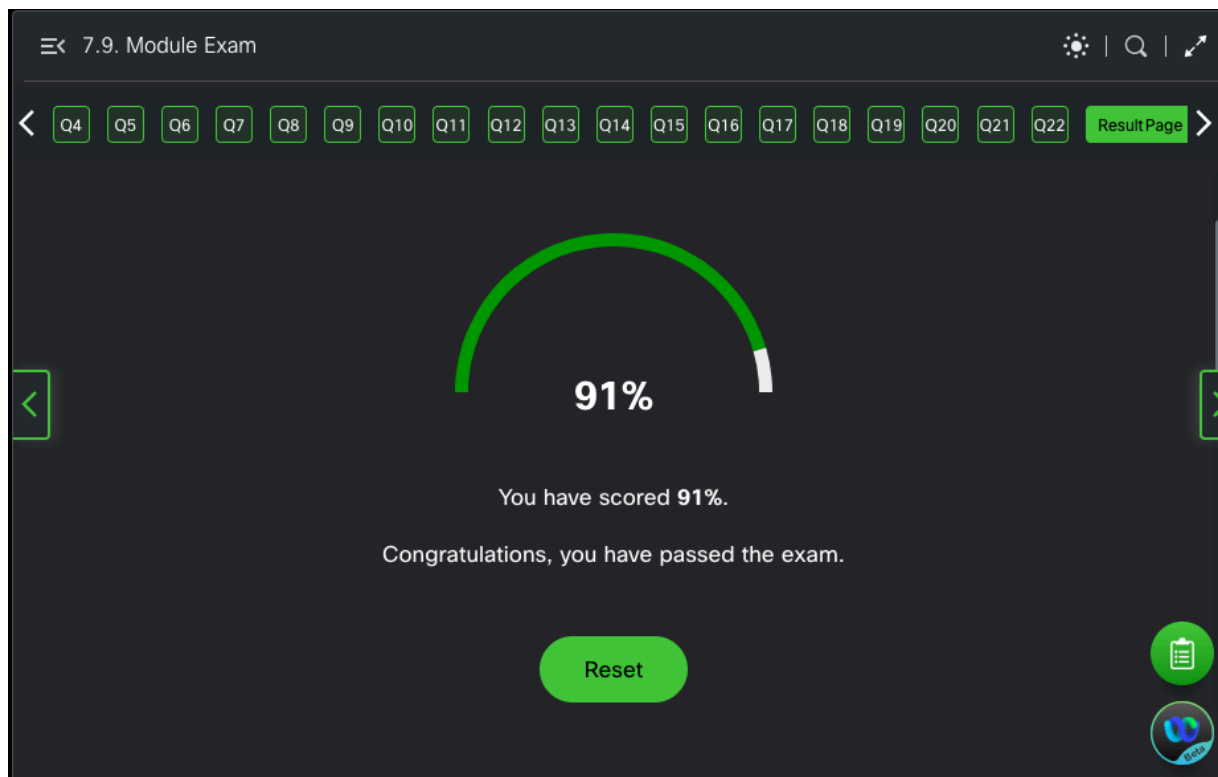 7.9. Module Exam
Q4 Q5 Q6 Q7 Q8 Q9 Q10 Q11 Q12 Q13 Q14 Q15 Q16 Q17 Q18 Q19 Q20 Q21 Q22 Result Page
91%
You have scored 91%.
Congratulations, you have passed the exam.
Reset
Beta